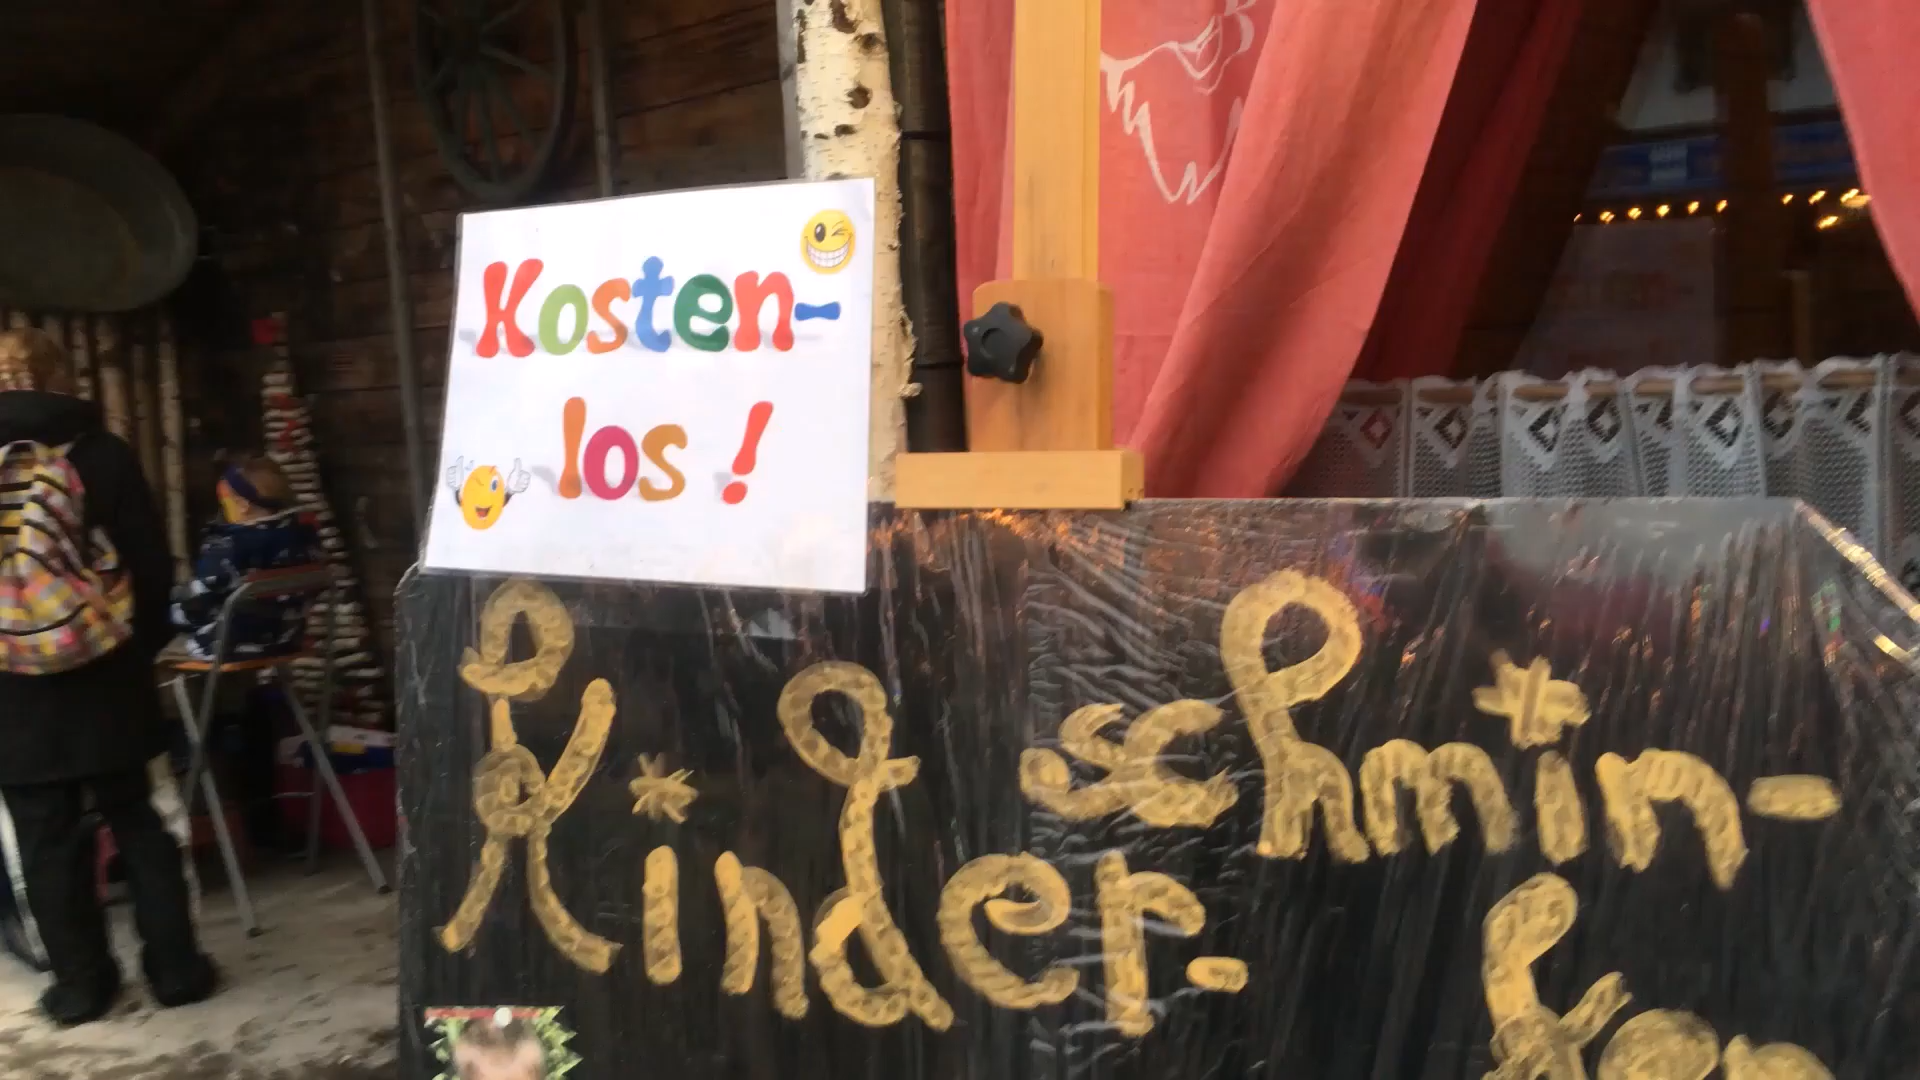 Kosten-
los !
Kinder-
schmin-